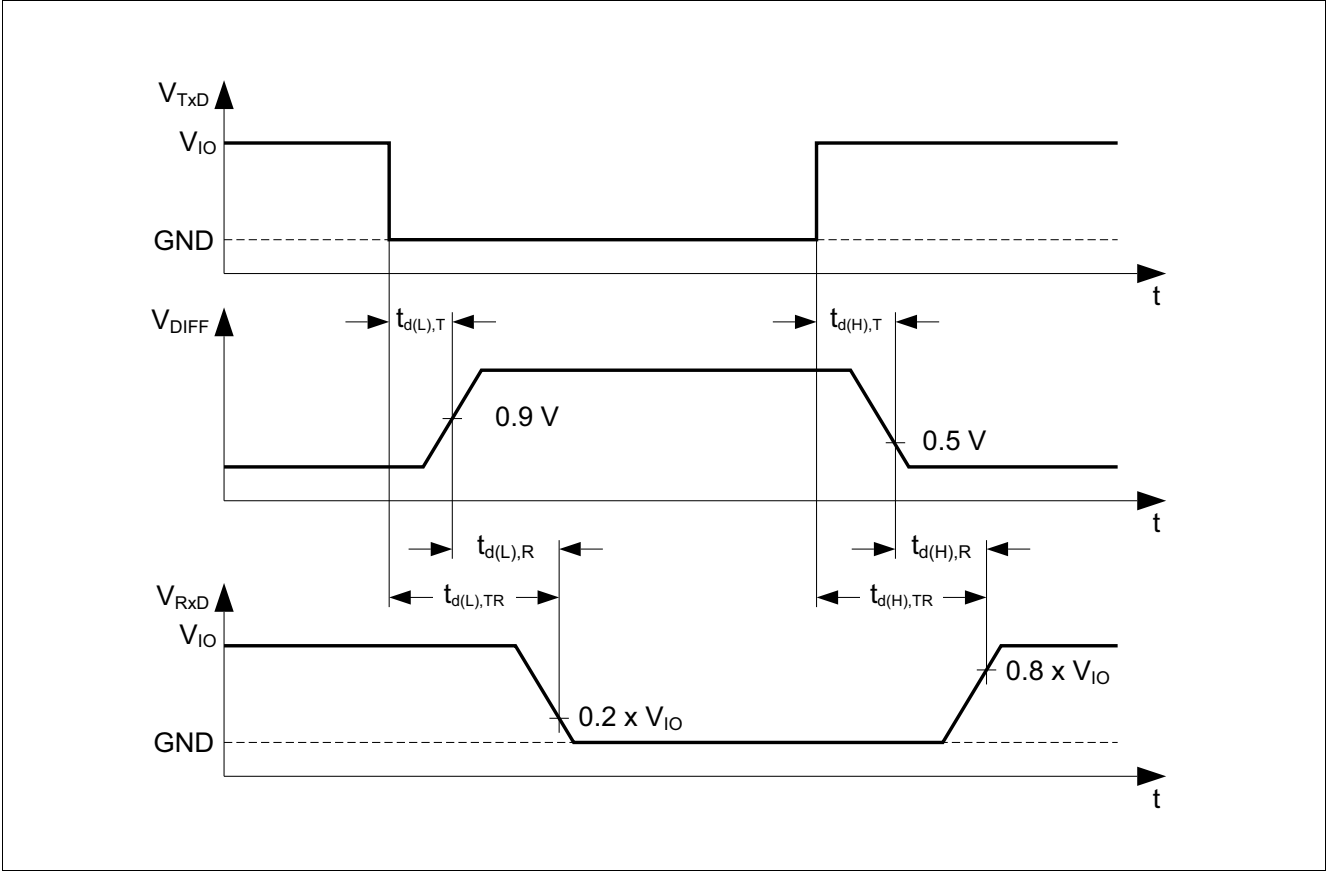 VTxD
VIO
GND
t
VDIFF
td(L),T
td(H),T
0.9 V
0.5 V
t
td(L),R
td(H),R
VRxD
td(L),TR
td(H),TR
VIO
0.8 x VIO
0.2 x VIO
GND
t